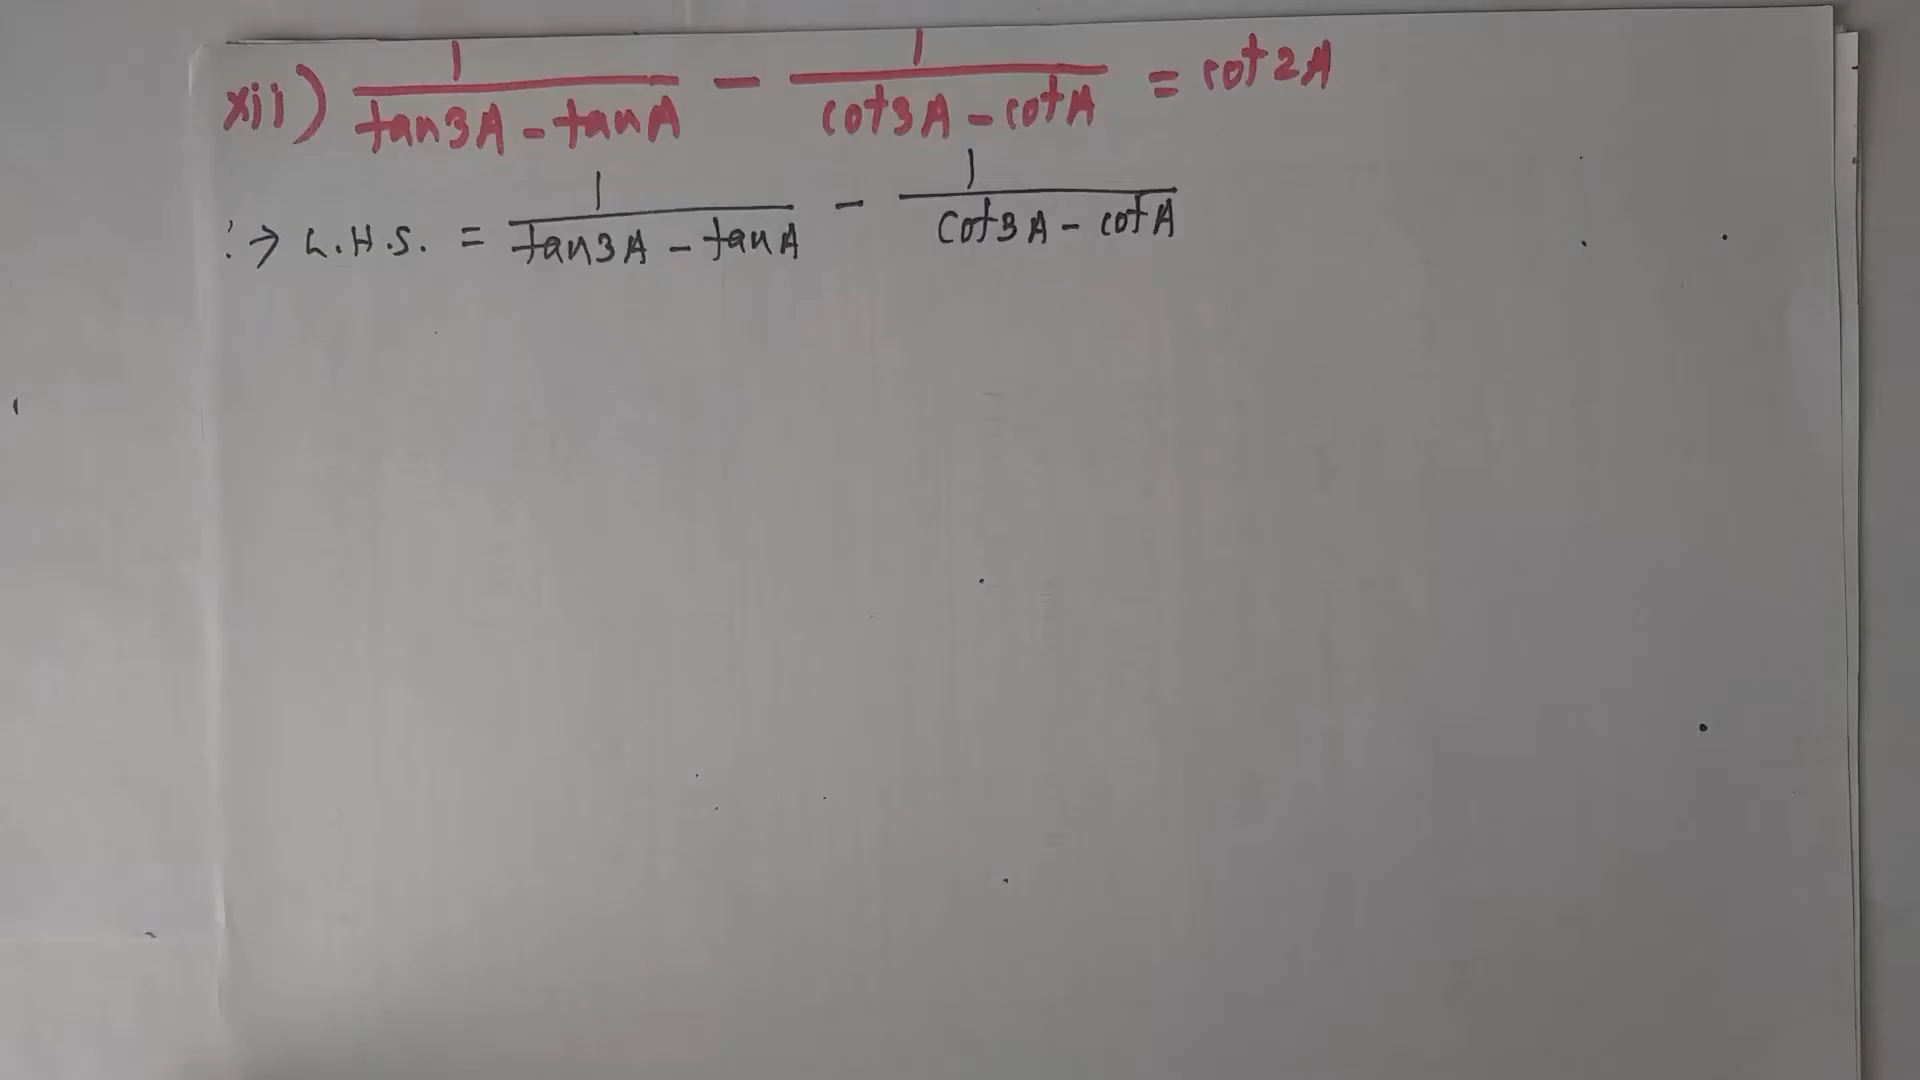 xii) 1/(tan3A - tanA) - 1/(cot3A - cotA) = cot2A
:→ L.H.S. = 1/(tan3A - tanA) - 1/(cot3A - cotA)